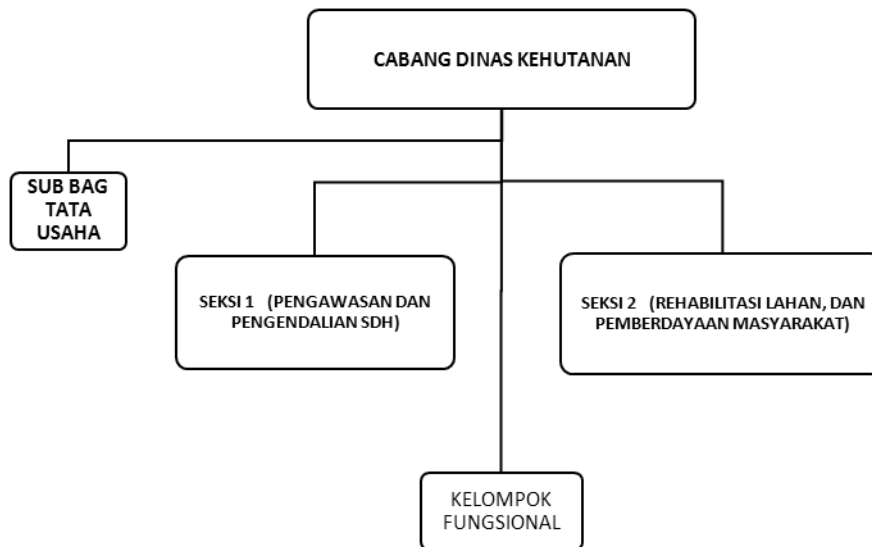 CABANG DINAS KEHUTANAN
SUB BAG
TATA
USAHA
SEKSI 1 (PENGAWASAN DAN
PENGENDALIAN SDH)
SEKSI 2 (REHABILITASI LAHAN, DAN
PEMBERDAYAAN MASYARAKAT)
KELOMPOK
FUNGSIONAL